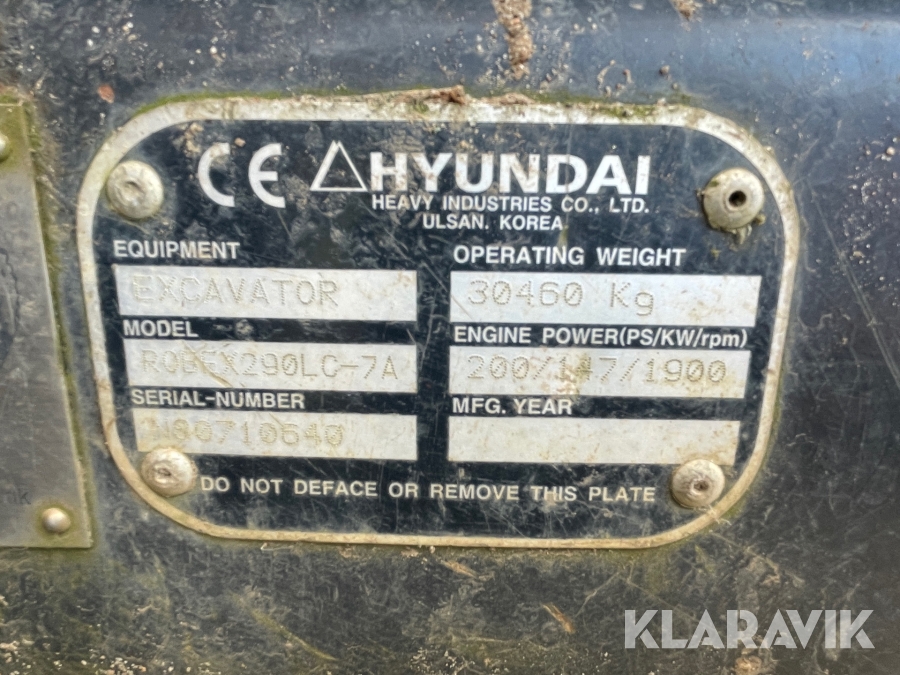 CE HYUNDAI
HEAVY INDUSTRIES CO., LTD.
ULSAN. KOREA
EQUIPMENT
EXCAVATOR
OPERATING WEIGHT
30460 Kg
MODEL
ROBEX290LC-7A
ENGINE POWER(PS/KW/rpm)
200/147/1900
SERIAL-NUMBER
N80710640
MFG. YEAR
DO NOT DEFACE OR REMOVE THIS PLATE
KLARAVIK